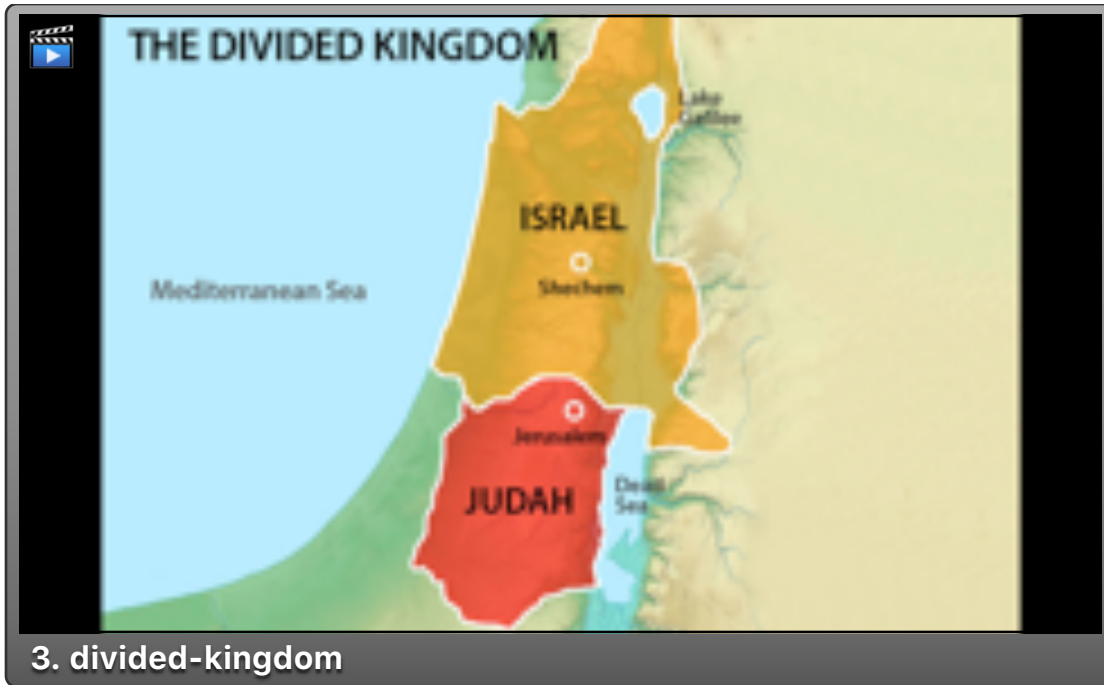 THE DIVIDED KINGDOM
Lake
Galilee
ISRAEL
Shechem
Mediterranean Sea
Jerusalem
JUDAH
Dead
Sea
3. divided-kingdom